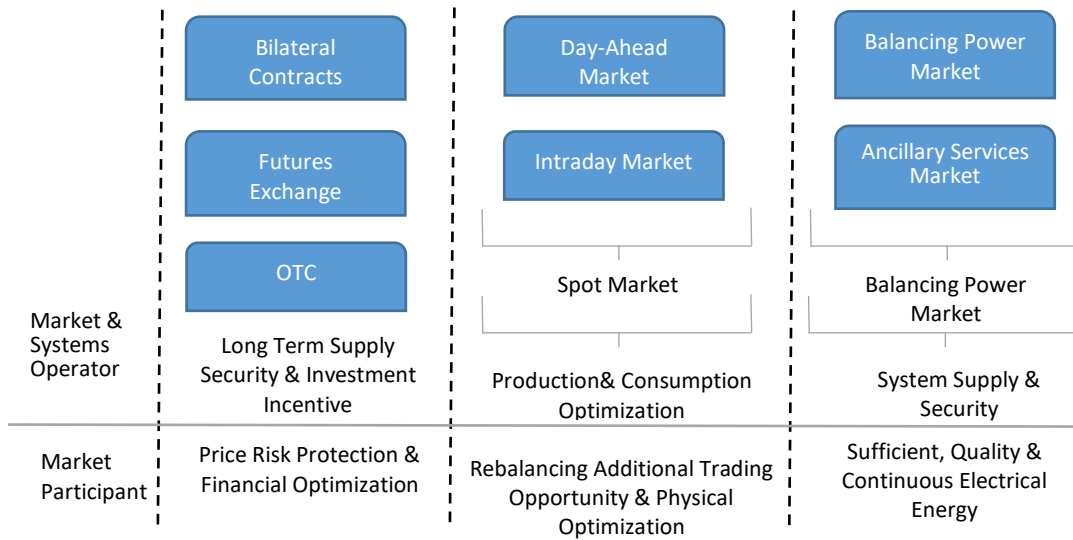 Bilateral
Contracts
Futures
Exchange
OTC
Day-Ahead
Market
Intraday Market
Spot Market
Balancing Power
Market
Ancillary Services
Market
Balancing Power
Market
Market &
Systems
Operator
Long Term Supply
Security & Investment
Incentive
Production& Consumption
Optimization
System Supply &
Security
Market
Participant
Price Risk Protection &
Financial Optimization
Rebalancing Additional Trading
Opportunity & Physical
Optimization
Sufficient, Quality &
Continuous Electrical
Energy